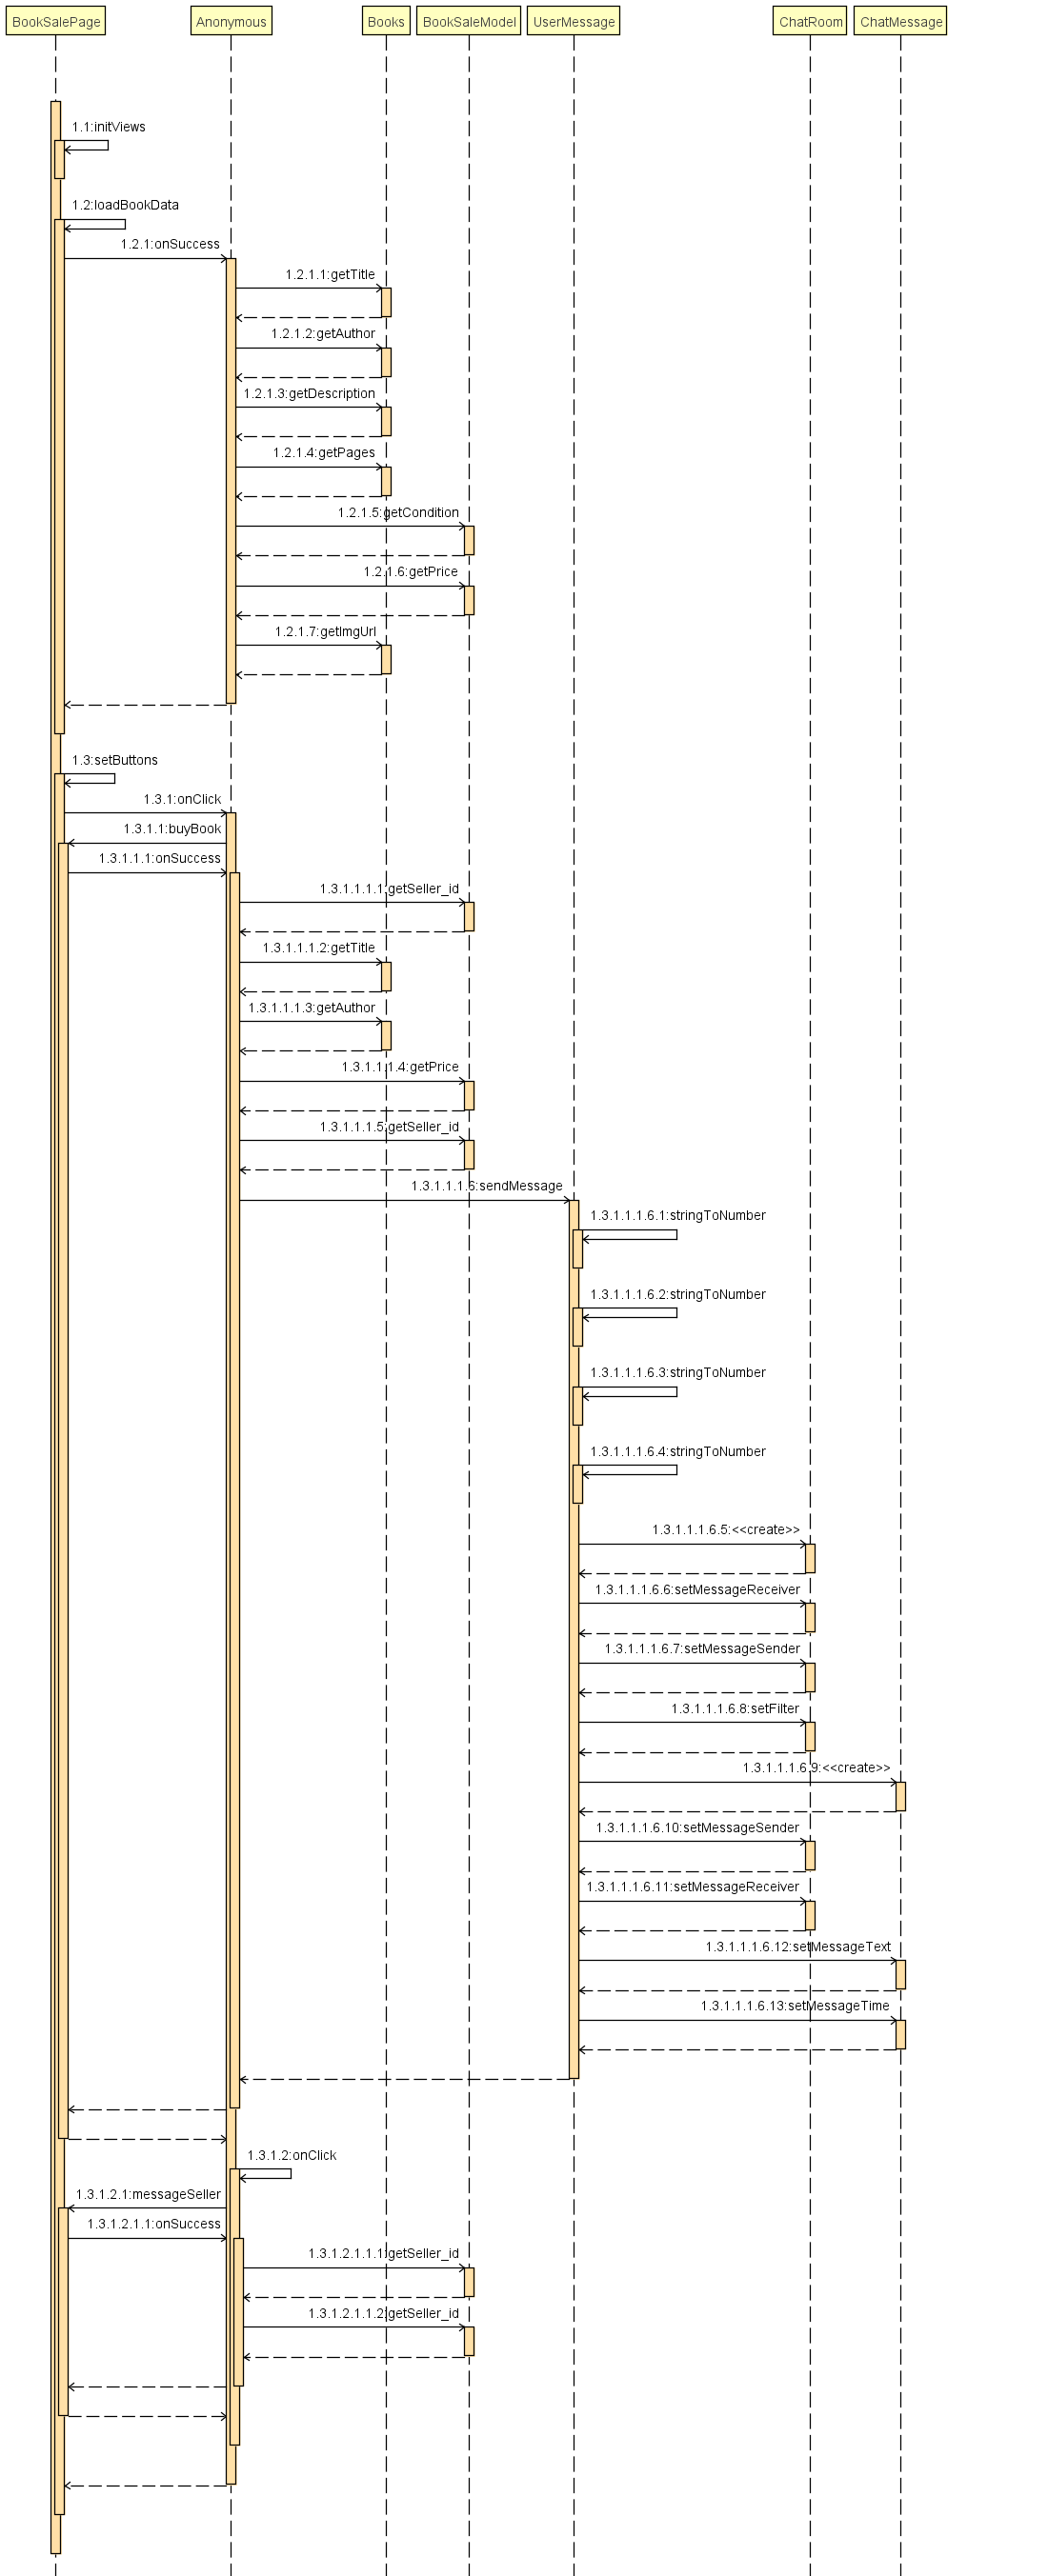 BookSalePage Anonymous Books BookSaleModel UserMessage ChatRoom ChatMessage
1.1:initViews
1.2:loadBookData
1.2.1:onSuccess
1.2.1.1:getTitle
1.2.1.2:getAuthor
1.2.1.3:getDescription
1.2.1.4:getPages
1.2.1.5:getCondition
1.2.1.6:getPrice
1.2.1.7:getImgUrl
1.3:setButtons
1.3.1:onClick
1.3.1.1:buyBook
1.3.1.1.1:onSuccess
1.3.1.1.1.1:getSeller_id
1.3.1.1.1.2:getTitle
1.3.1.1.1.3:getAuthor
1.3.1.1.1.4:getPrice
1.3.1.1.1.5:getSeller_id
1.3.1.1.1.6:sendMessage
1.3.1.1.1.6.1:stringToNumber
1.3.1.1.1.6.2:stringToNumber
1.3.1.1.1.6.3:stringToNumber
1.3.1.1.1.6.4:stringToNumber
1.3.1.1.1.6.5:<<create>>
1.3.1.1.1.6.6:setMessageReceiver
1.3.1.1.1.6.7:setMessageSender
1.3.1.1.1.6.8:setFilter
1.3.1.1.1.6.9:<<create>>
1.3.1.1.1.6.10:setMessageSender
1.3.1.1.1.6.11:setMessageReceiver
1.3.1.1.1.6.12:setMessageText
1.3.1.1.1.6.13:setMessageTime
1.3.1.2:onClick
1.3.1.2.1:messageSeller
1.3.1.2.1.1:onSuccess
1.3.1.2.1.1.1:getSeller_id
1.3.1.2.1.1.2:getSeller_id